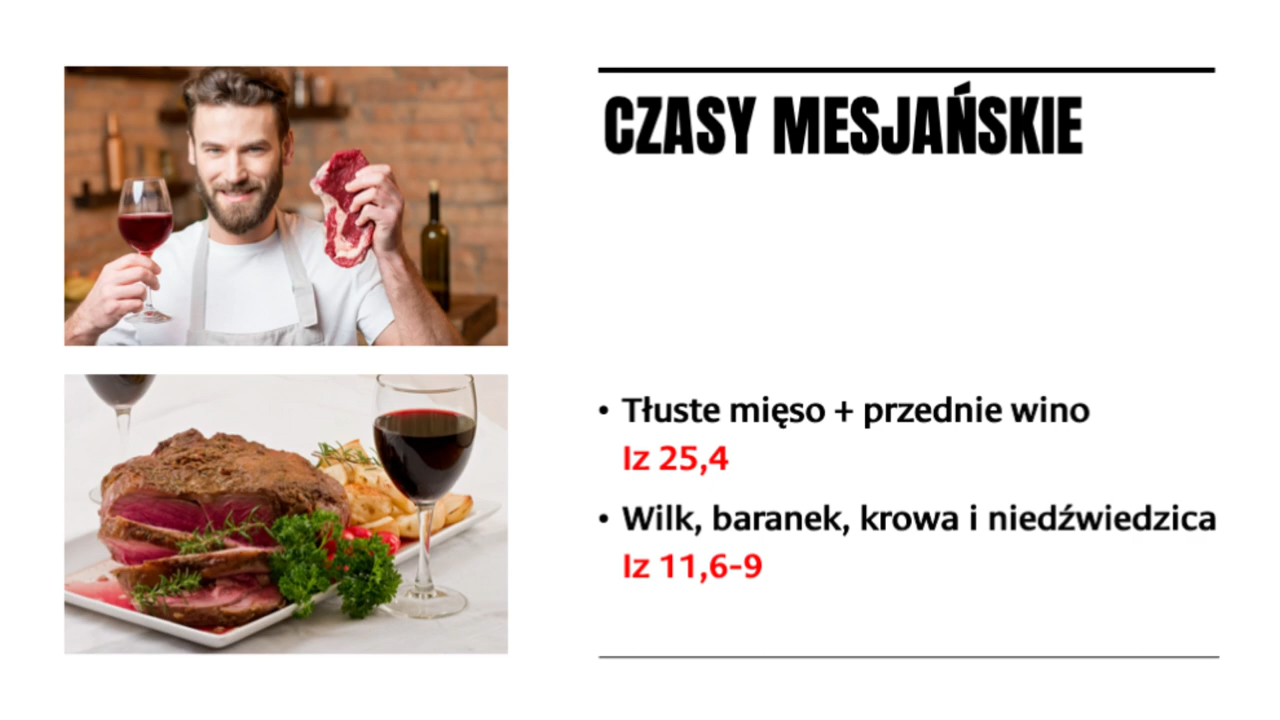 CZASY MESJAŃSKIE
• Tłuste mięso + przednie wino
Iz 25,4
• Wilk, baranek, krowa i niedźwiedzica
Iz 11,6-9